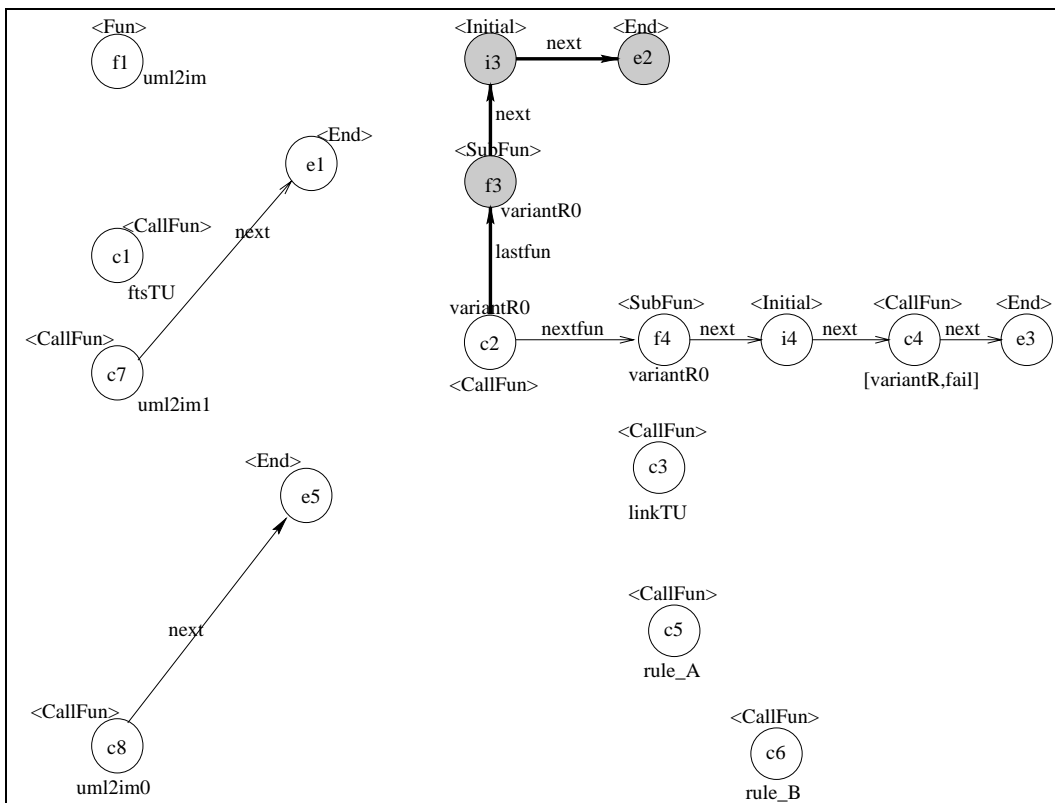 <Fun>
f1
uml2im
<Initial>
i3
next
<End>
e2
next
<SubFun>
f3
variantR0
lastfun
<End>
e1
next
<CallFun>
c1
ftsTU
<CallFun>
c7
uml2im1
variantR0
c2
<CallFun>
nextfun
<SubFun>
f4
variantR0
next
<Initial>
i4
next
<CallFun>
c4
[variantR,fail]
next
<End>
e3
<CallFun>
c3
linkTU
<End>
e5
next
<CallFun>
c8
uml2im0
<CallFun>
c5
rule_A
<CallFun>
c6
rule_B